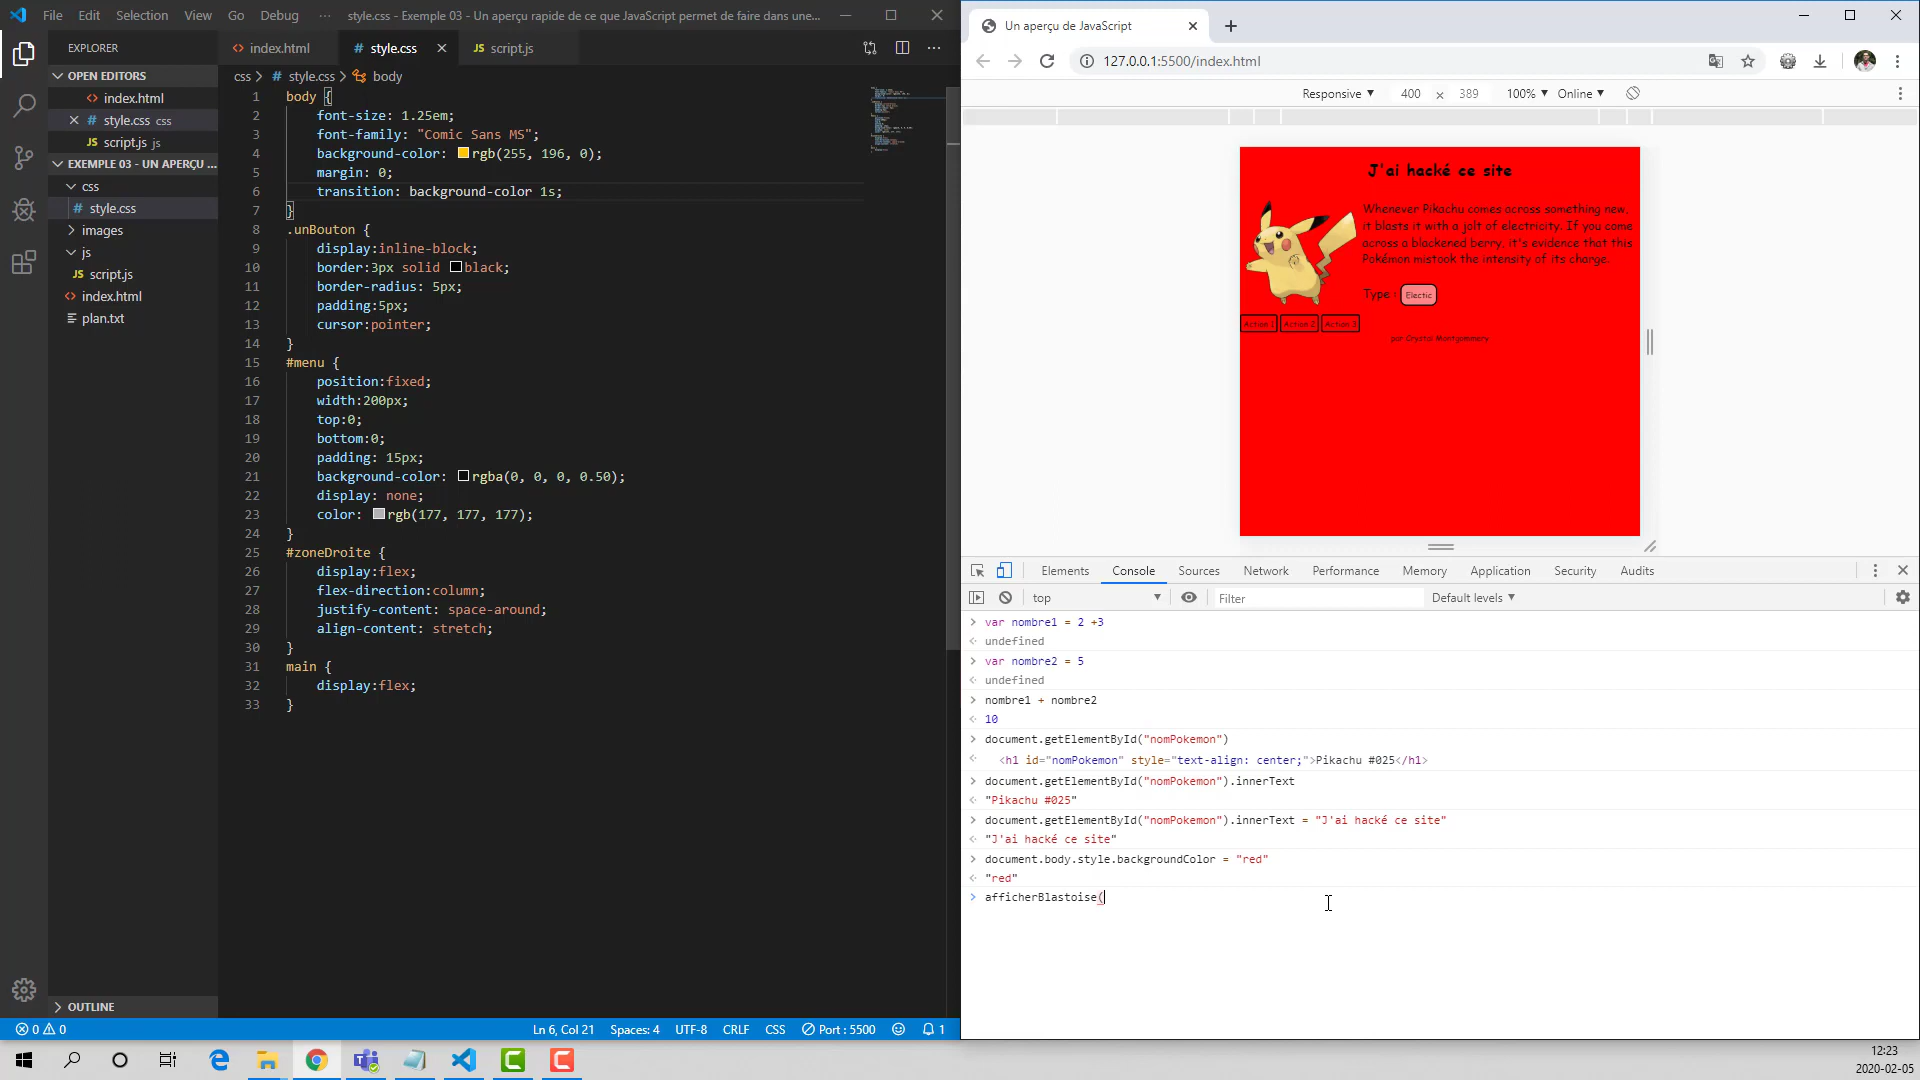 File Edit Selection View Go Debug ··· style.css - Exemple 03 - Un aperçu rapide de ce que JavaScript permet de faire dans une...
EXPLORER
OPEN EDITORS
index.html
style.css css
script.js js
EXEMPLE 03 - UN APERÇU ...
css
style.css
images
js
script.js
index.html
plan.txt
OUTLINE
index.html style.css script.js
css style.css body
1 body {
2 font-size: 1.25em;
3 font-family: "Comic Sans MS";
4 background-color: rgb(255, 196, 0);
5 margin: 0;
6 transition: background-color 1s;
7 }
8 .unBouton {
9 display:inline-block;
10 border:3px solid black;
11 border-radius: 5px;
12 padding:5px;
13 cursor:pointer;
14 }
15 #menu {
16 position:fixed;
17 width:200px;
18 top:0;
19 bottom:0;
20 padding: 15px;
21 background-color: rgba(0, 0, 0, 0.50);
22 display: none;
23 color: rgb(177, 177, 177);
24 }
25 #zoneDroite {
26 display:flex;
27 flex-direction:column;
28 justify-content: space-around;
29 align-content: stretch;
30 }
31 main {
32 display:flex;
33 }
0 0 Ln 6, Col 21 Spaces: 4 UTF-8 CRLF CSS Port : 5500 1
Un aperçu de JavaScript
127.0.0.1:5500/index.html
Responsive 400 × 389 100% Online
J'ai hacké ce site
Whenever Pikachu comes across something new,
it blasts it with a jolt of electricity. If you come
across a blackened berry, it's evidence that this
Pokémon mistook the intensity of its charge.
Type : Electic
Action 1 Action 2 Action 3
par Crystal Montgomenery
Elements Console Sources Network Performance Memory Application Security Audits
top Filter Default levels
var nombre1 = 2 +3
undefined
var nombre2 = 5
undefined
nombre1 + nombre2
10
document.getElementById("nomPokemon")
<h1 id="nomPokemon" style="text-align: center;">Pikachu #025</h1>
document.getElementById("nomPokemon").innerText
"Pikachu #025"
document.getElementById("nomPokemon").innerText = "J'ai hacké ce site"
"J'ai hacké ce site"
document.body.style.backgroundColor = "red"
"red"
afficherBlastoise(
12:23
2020-02-05